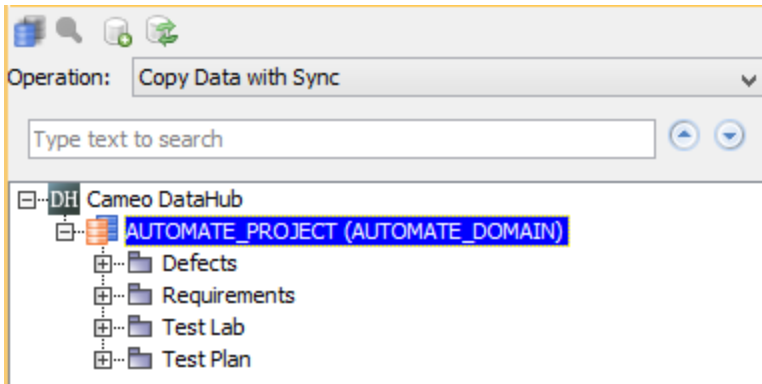 Operation: Copy Data with Sync
Type text to search
DH Cameo DataHub
AUTOMATE_PROJECT (AUTOMATE_DOMAIN)
Defects
Requirements
Test Lab
Test Plan